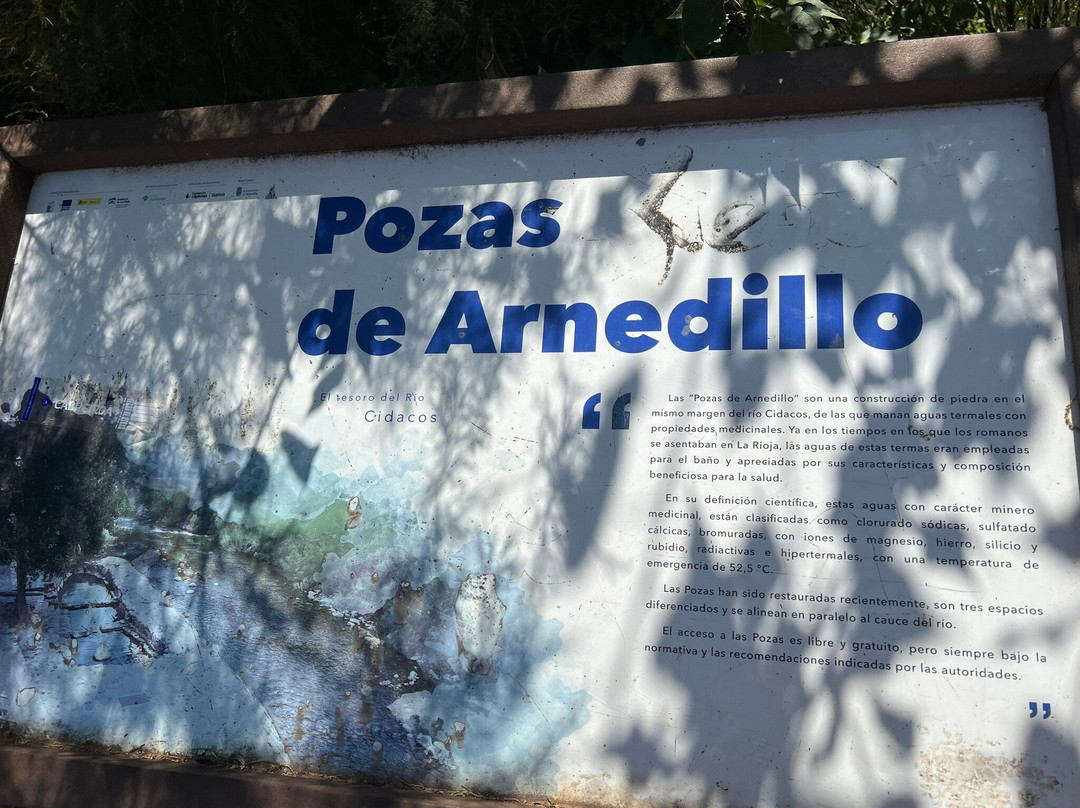 Pozas
de Arnedillo
El tesoro del Río
Cidacos
“
Las “Pozas de Arnedillo” son una construcción de piedra en el
mismo margen del río Cidacos, de las que manan aguas termales con
propiedades medicinales. Ya en los tiempos en los que los romanos
se asentaban en La Rioja, las aguas de estas termas eran empleadas
para el baño y apreciadas por sus características y composición
beneficiosa para la salud.
En su definición científica, estas aguas con carácter minero
medicinal, están clasificadas como clorurado sódicas, sulfatado
cálcicas, bromuradas, con iones de magnesio, hierro, silicio y
rubidio, radiactivas e hipertermales, con una temperatura de
emergencia de 52,5 °C.
Las Pozas han sido restauradas recientemente, son tres espacios
diferenciados y se alinean en paralelo al cauce del río.
El acceso a las Pozas es libre y gratuito, pero siempre bajo la
normativa y las recomendaciones indicadas por las autoridades.
”